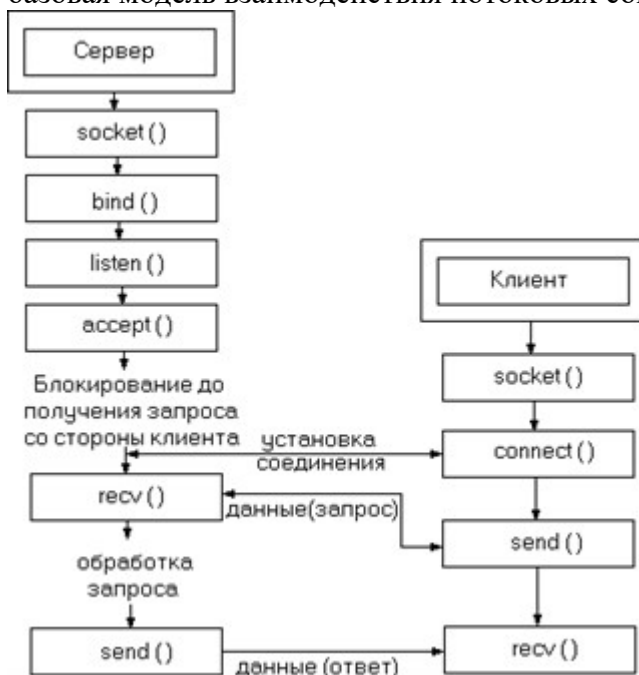 базовая модель взаимодействия потоковых
Сервер
socket ( )
bind ( )
listen ( )
accept ( )
Блокирование до
получения запроса
со стороны клиента
recv ( )
обработка
запроса
send ( )
установка
соединения
данные(запрос)
данные (ответ)
Клиент
socket ( )
connect ( )
send ( )
recv ( )